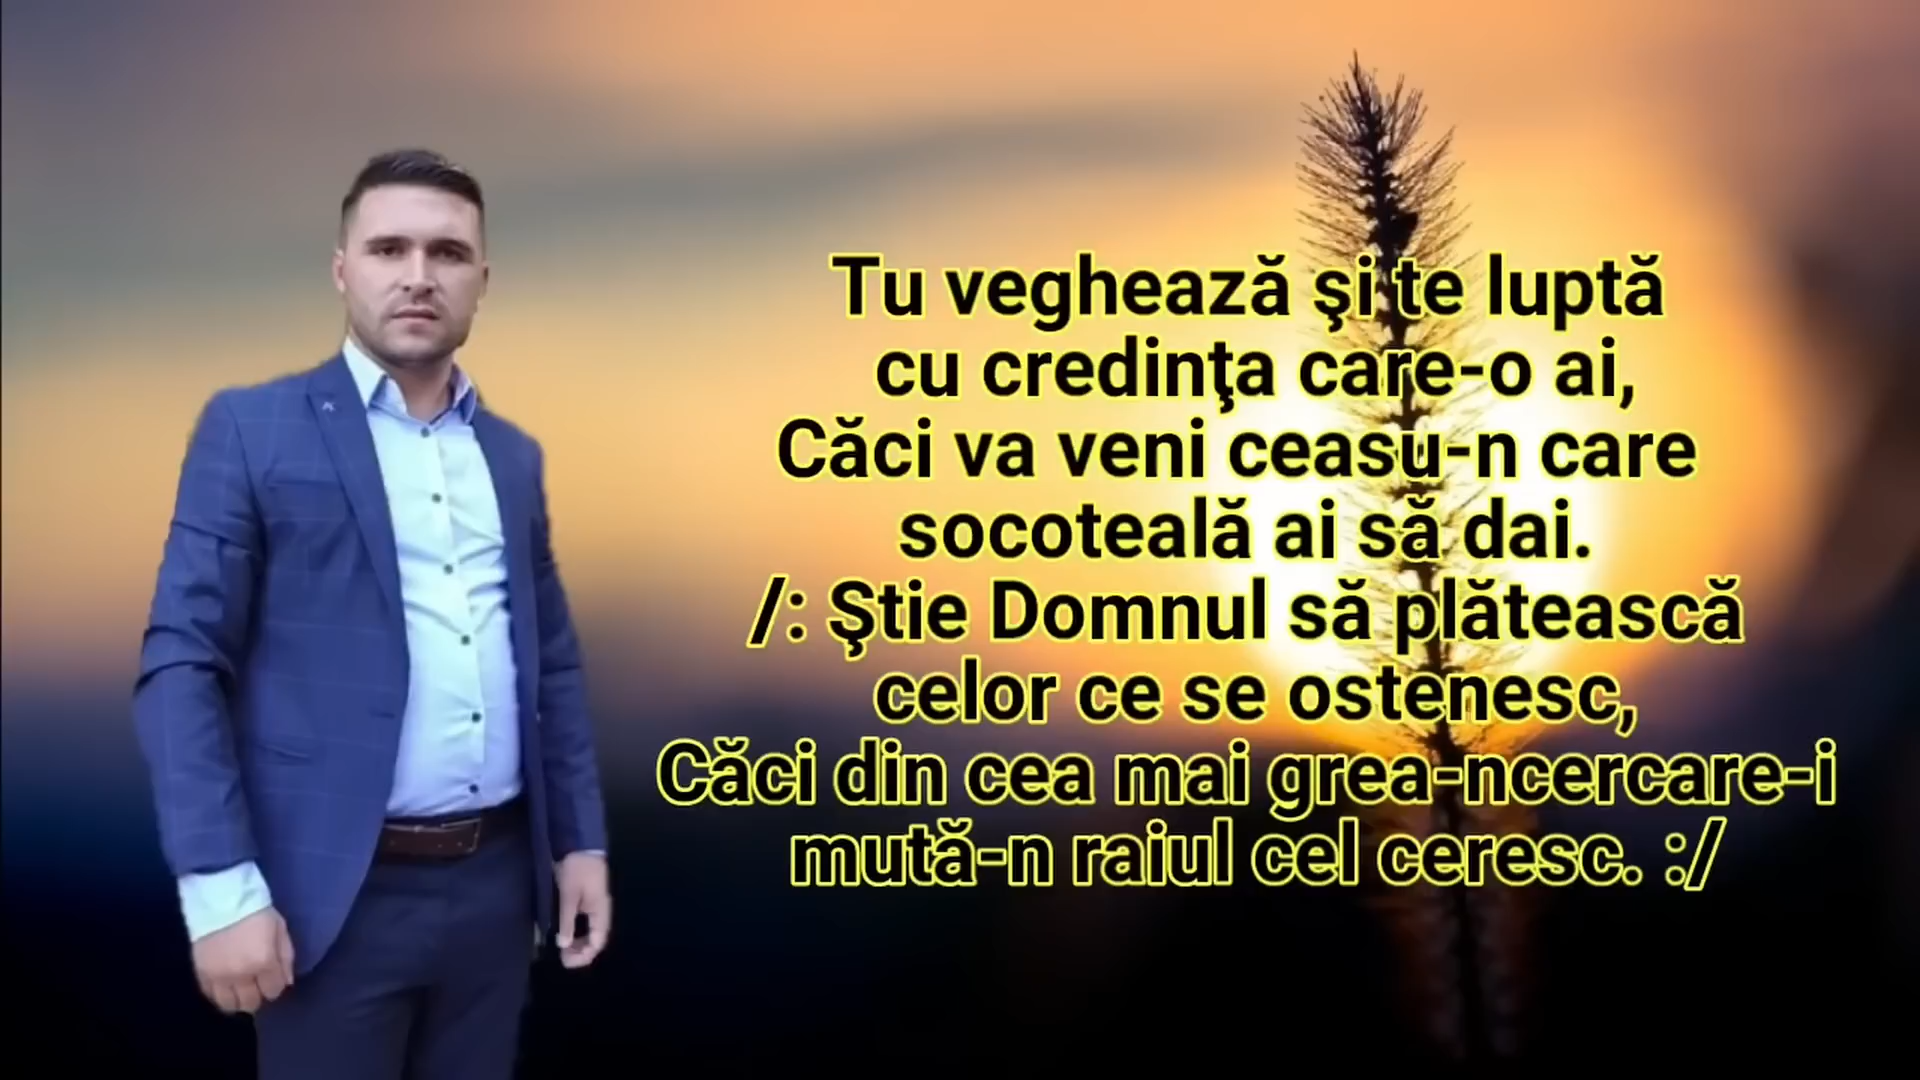 Tu veghează şi te luptă
cu credinţa care-o ai,
Căci va veni ceasu-n care
socoteală ai să dai.
/: Ştie Domnul să plătească
celor ce se ostenesc,
Căci din cea mai grea-ncercare-i
mută-n raiul cel ceresc. :/